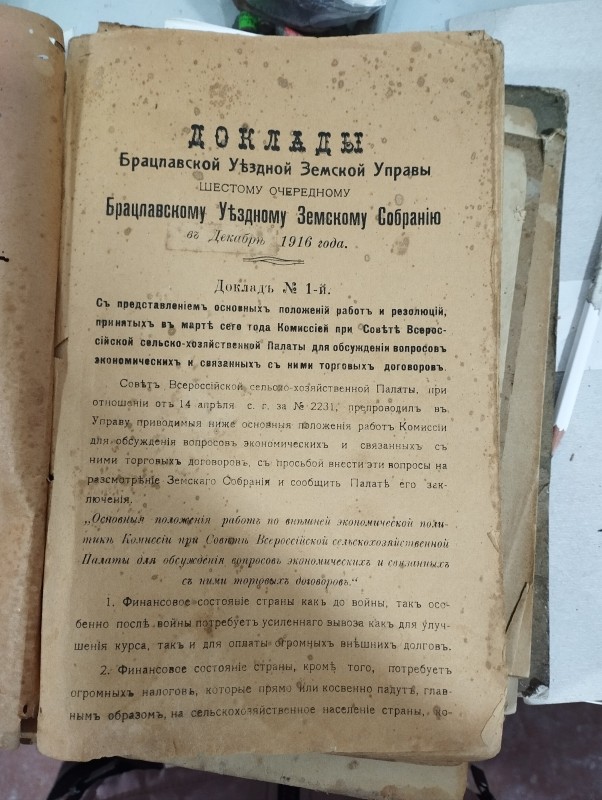 ДОКЛАДЫ
Брацлавской Уѣздной Земской Управы
ШЕСТОМУ ОЧЕРЕДНОМУ
Брацлавскому Уѣздному Земскому Собранію
въ Декабрѣ 1916 года.
Докладъ № 1-й.
Съ представленіемъ основныхъ положеній работъ и резолюцій,
принятыхъ въ мартѣ сего года Комиссіей при Совѣтѣ Всерос-
сійской сельско-хозяйственной Палаты для обсужденія вопросовъ
экономическихъ и связанныхъ съ ними торговыхъ договоровъ.
Совѣтъ Всероссійской сельско-хозяйственной Палаты, при
отношеніи отъ 14 апрѣля с. г. за № 2231, препроводилъ въ
Управу приводимыя ниже основныя положенія работъ Комиссіи
для обсужденія вопросовъ экономическихъ и связанныхъ съ
ними торговыхъ договоровъ, съ просьбой внести эти вопросы на
разсмотрѣніе Земскаго Собранія и сообщить Палатѣ его зак-
люченія.
„Основныя положенія работъ по внѣшней экономической поли-
тикѣ Комиссіи при Совѣтѣ Всероссійской сельскохозяйственной
Палаты для обсужденія вопросовъ экономическихъ и связанныхъ
съ ними торговыхъ договоровъ.“
1. Финансовое состояніе страны какъ до войны, такъ осо-
бенно послѣ войны потребуетъ усиленнаго вывоза какъ для улуч-
шенія курса, такъ и для оплаты огромныхъ внѣшнихъ долговъ.
2. Финансовое состояніе страны, кромѣ того, потребуетъ
огромныхъ налоговъ, которые прямо или косвенно падутъ, глав-
нымъ образомъ, на сельскохозяйственное населеніе страны, ко-